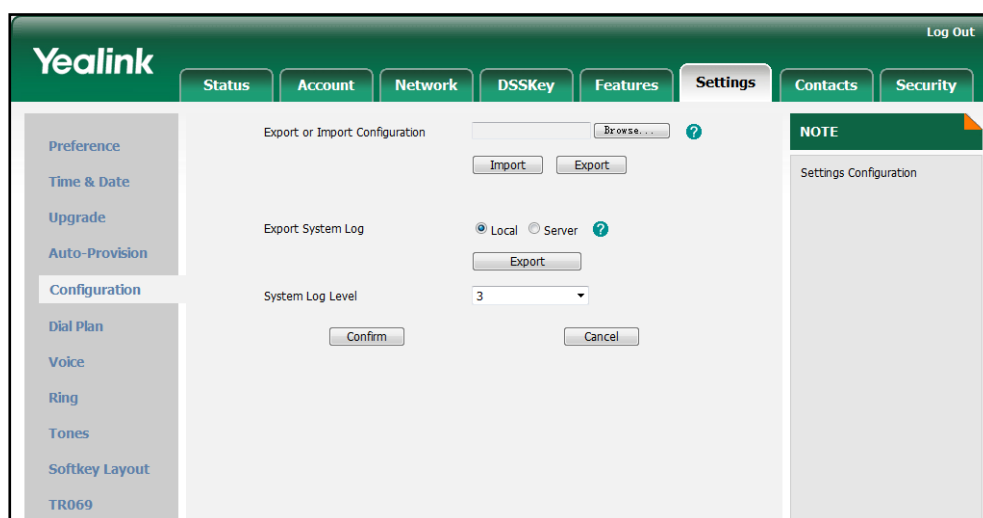 Log Out
Yealink
Status Account Network DSSKey Features Settings Contacts Security
Preference
Time & Date
Upgrade
Auto-Provision
Configuration
Dial Plan
Voice
Ring
Tones
Softkey Layout
TR069
Export or Import Configuration Browse... ?
Import Export
Export System Log Local Server ?
Export
System Log Level 3
Confirm Cancel
NOTE
Settings Configuration